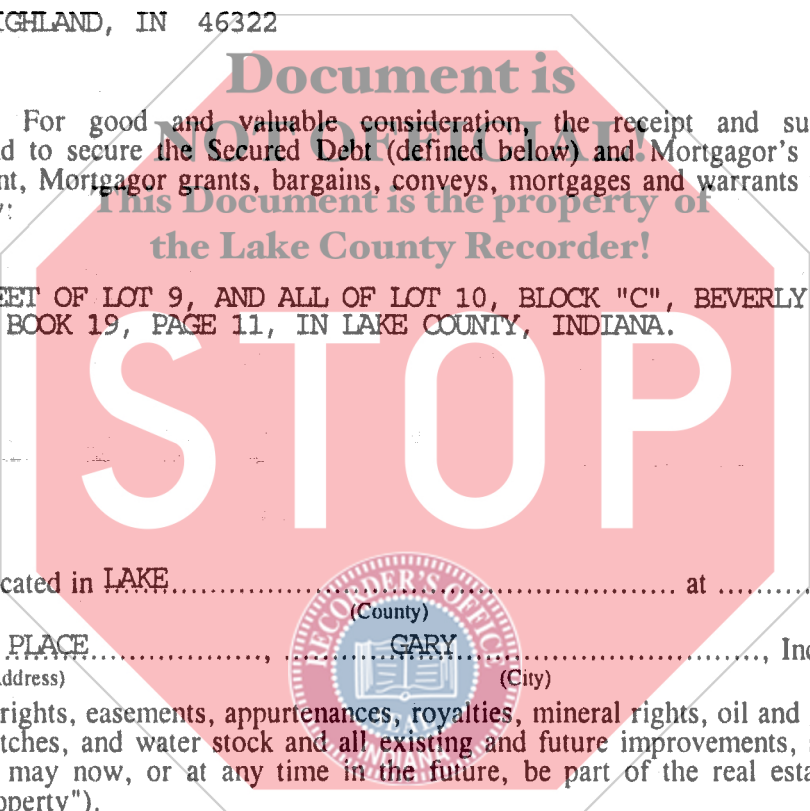 IGHLAND, IN 46322
Document is
For good and valuable consideration, the receipt and su
NOT OFFICIAL!
d to secure the Secured Debt (defined below) and Mortgagor's
nt, Mortgagor grants, bargains, conveys, mortgages and warrants
This Document is the property of
y:
the Lake County Recorder!
EET OF LOT 9, AND ALL OF LOT 10, BLOCK "C", BEVERLY
BOOK 19, PAGE 11, IN LAKE COUNTY, INDIANA.
STOP
cated in LAKE at
(County)
RECORDER'S OFFICE
PLACE, GARY, Ind
ddress) (City)
rights, easements, appurtenances, royalties, mineral rights, oil and
tches, and water stock and all existing and future improvements,
INDIANA
may now, or at any time in the future, be part of the real esta
operty").